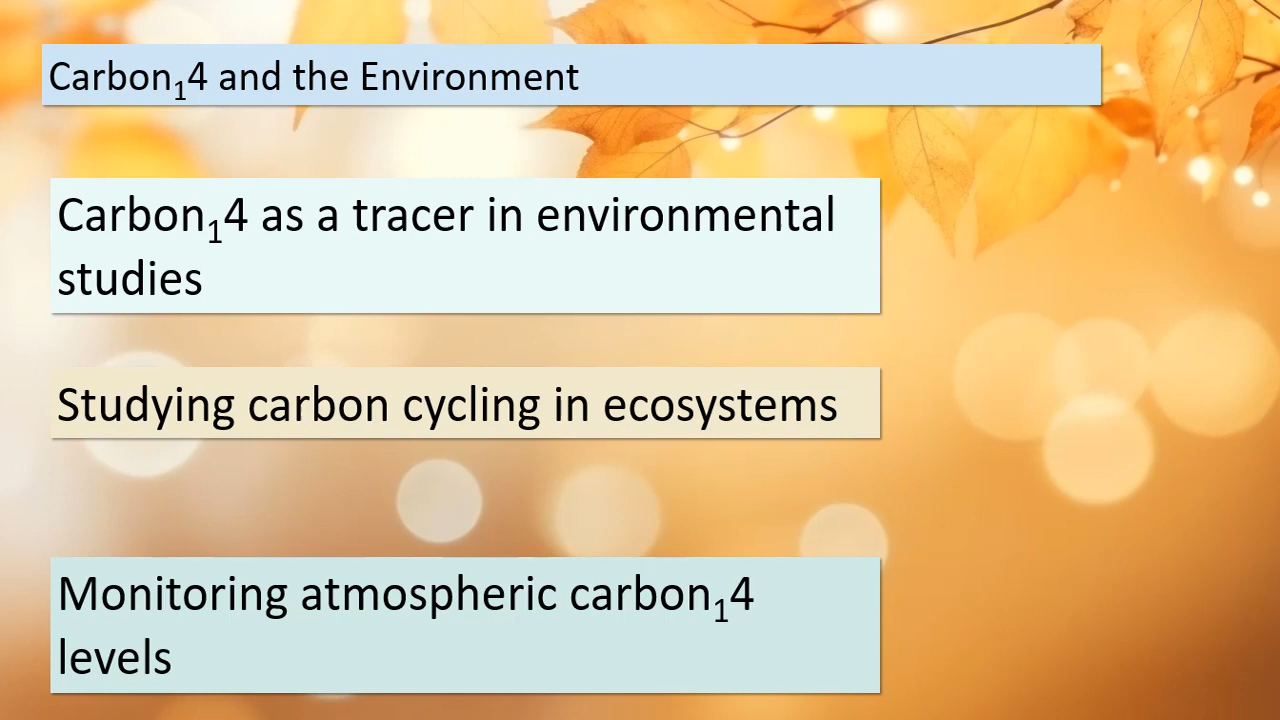 Carbon₁4 and the Environment
Carbon₁4 as a tracer in environmental
studies
Studying carbon cycling in ecosystems
Monitoring atmospheric carbon₁4
levels